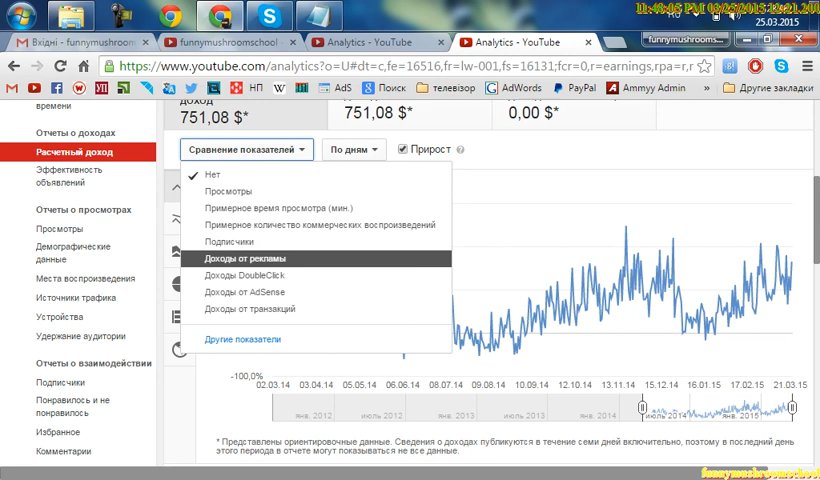 RU
11:46:05 PM 03/25/2015
25.03.2015
Вхідні - funnymushroom
funnymushroomschool -
Analytics - YouTube
Analytics - YouTube
funnymushrooms...
https://www.youtube.com/analytics?o=U#dt=c,fe=16516,fr=lw-001,fs=16131;fcr=0,r=earnings,rpa=r,r
НП
AdS
Поиск
телевізор
AdWords
PayPal
Ammyy Admin
»
Другие закладки
времени
Отчеты о доходах
Расчетный доход
Эффективность
объявлений
Отчеты о просмотрах
Просмотры
Демографические
данные
Места воспроизведения
Источники трафика
Устройства
Удержание аудитории
Отчеты о взаимодействии
Подписчики
Понравилось и не
понравилось
Избранное
Комментарии
доход
751,08 $*
751,08 $*
0,00 $*
Сравнение показателей
По дням
Прирост
?
Нет
Просмотры
Примерное время просмотра (мин.)
Примерное количество коммерческих воспроизведений
Подписчики
Доходы от рекламы
Доходы DoubleClick
Доходы от AdSense
Доходы от транзакций
Другие показатели
-100,0%
02.03.14 03.04.14 05.05.14 06.06.14 08.07.14 09.08.14 10.09.14 12.10.14 13.11.14 15.12.14 16.01.15 17.02.15 21.03.15
янв. 2012 июль 2012 янв. 2013 июль 2013 янв. 2014 июль 2014 янв. 2015
* Представлены ориентировочные данные. Сведения о доходах публикуются в течение семи дней включительно, поэтому в последний день
этого периода в отчете могут показываться не все данные.
funnymushroomschool